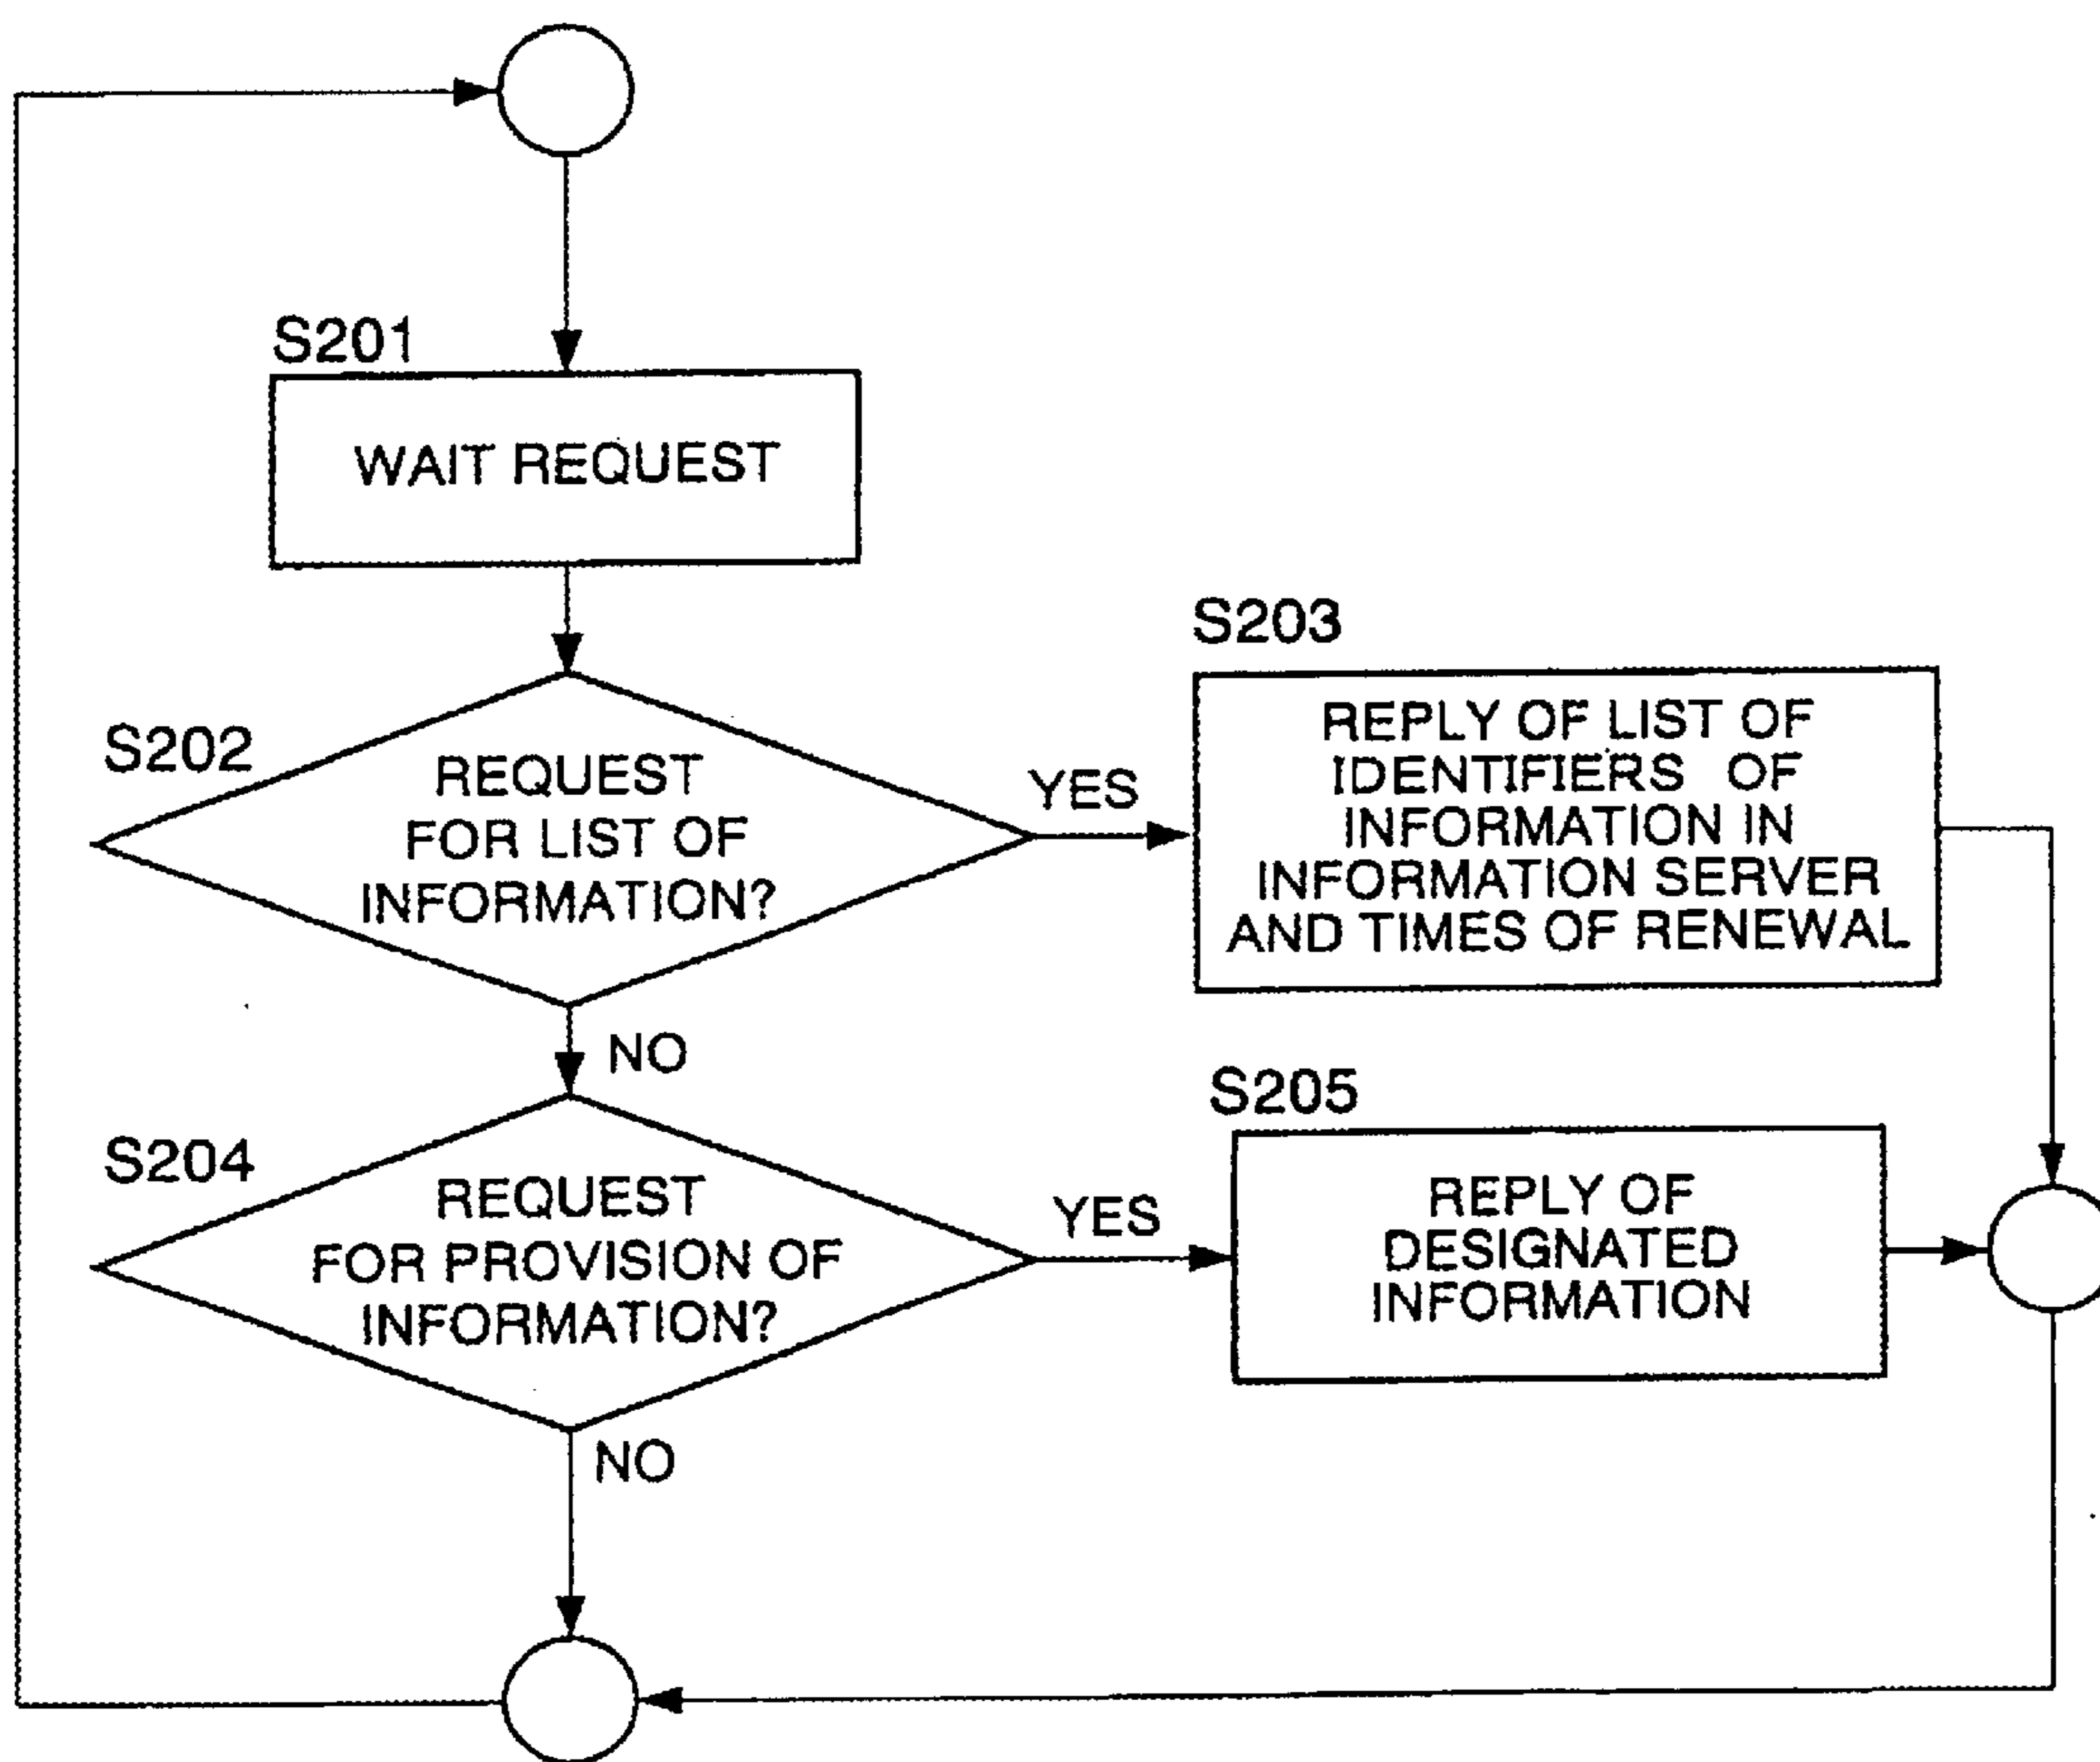 S201
WAIT REQUEST
S202
REQUEST
FOR LIST OF
INFORMATION?
YES
S203
REPLY OF LIST OF
IDENTIFIERS OF
INFORMATION IN
INFORMATION SERVER
AND TIMES OF RENEWAL
NO
S204
REQUEST
FOR PROVISION OF
INFORMATION?
YES
S205
REPLY OF
DESIGNATED
INFORMATION
NO